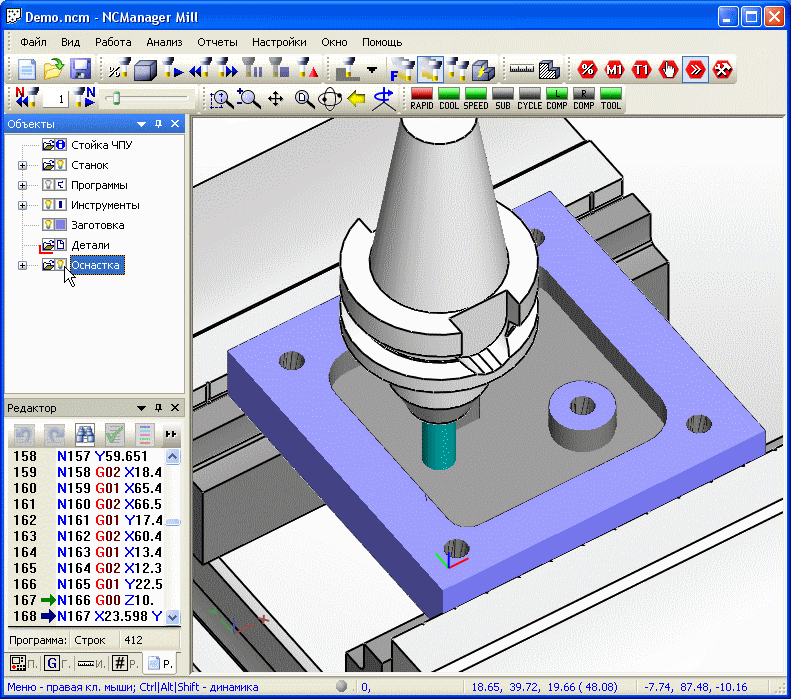 Demo.ncm - NCManager Mill
Файл Вид Работа Анализ Отчеты Настройки Окно Помощь
% F % M1 T1
N 1 N RAPID COOL SPEED SUB CYCLE L COMP R COMP TOOL
Объекты
Стойка ЧПУ
Станок
Программы
Инструменты
Заготовка
Детали
Оснастка
Редактор
158 N157 Y59.651
159 N158 G02 X18.4
160 N159 G01 X65.4
161 N160 G02 X66.5
162 N161 G01 Y17.4
163 N162 G02 X60.4
164 N163 G01 X13.4
165 N164 G02 X12.3
166 N165 G01 Y22.5
167 N166 G00 Z10.
168 N167 X23.598 Y
Программа: Строк 412
П. G Г. И. # Р. Р.
Меню - правая кл. мыши; Ctrl|Alt|Shift - динамика 0, 18.65, 39.72, 19.66 ( 48.08) -7.74, 87.48, -10.16